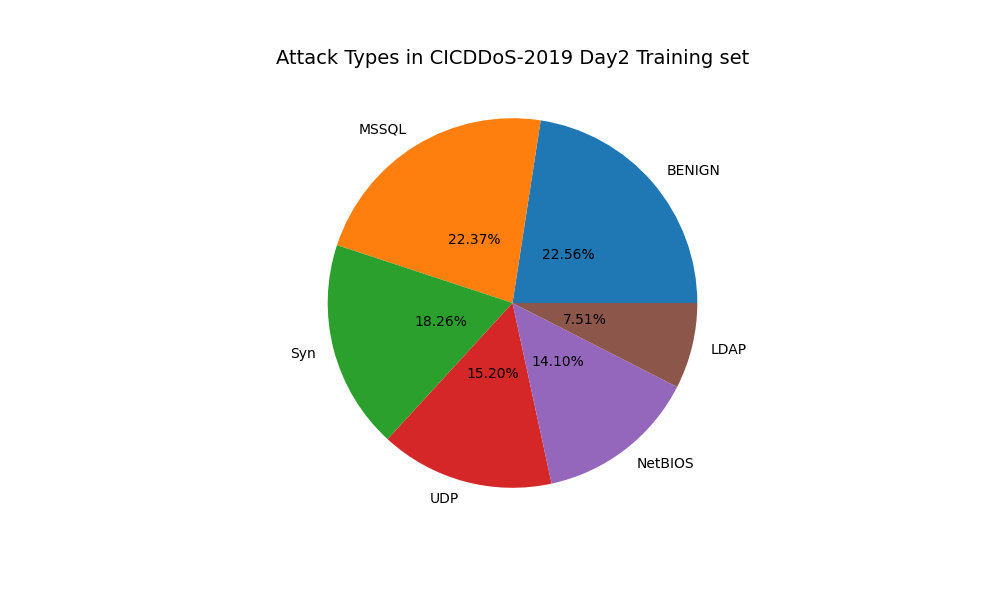 Attack Types in CICDDoS-2019 Day2 Training set
MSSQL
BENIGN
22.37%
22.56%
18.26%
7.51%
Syn
LDAP
15.20%
14.10%
NetBIOS
UDP